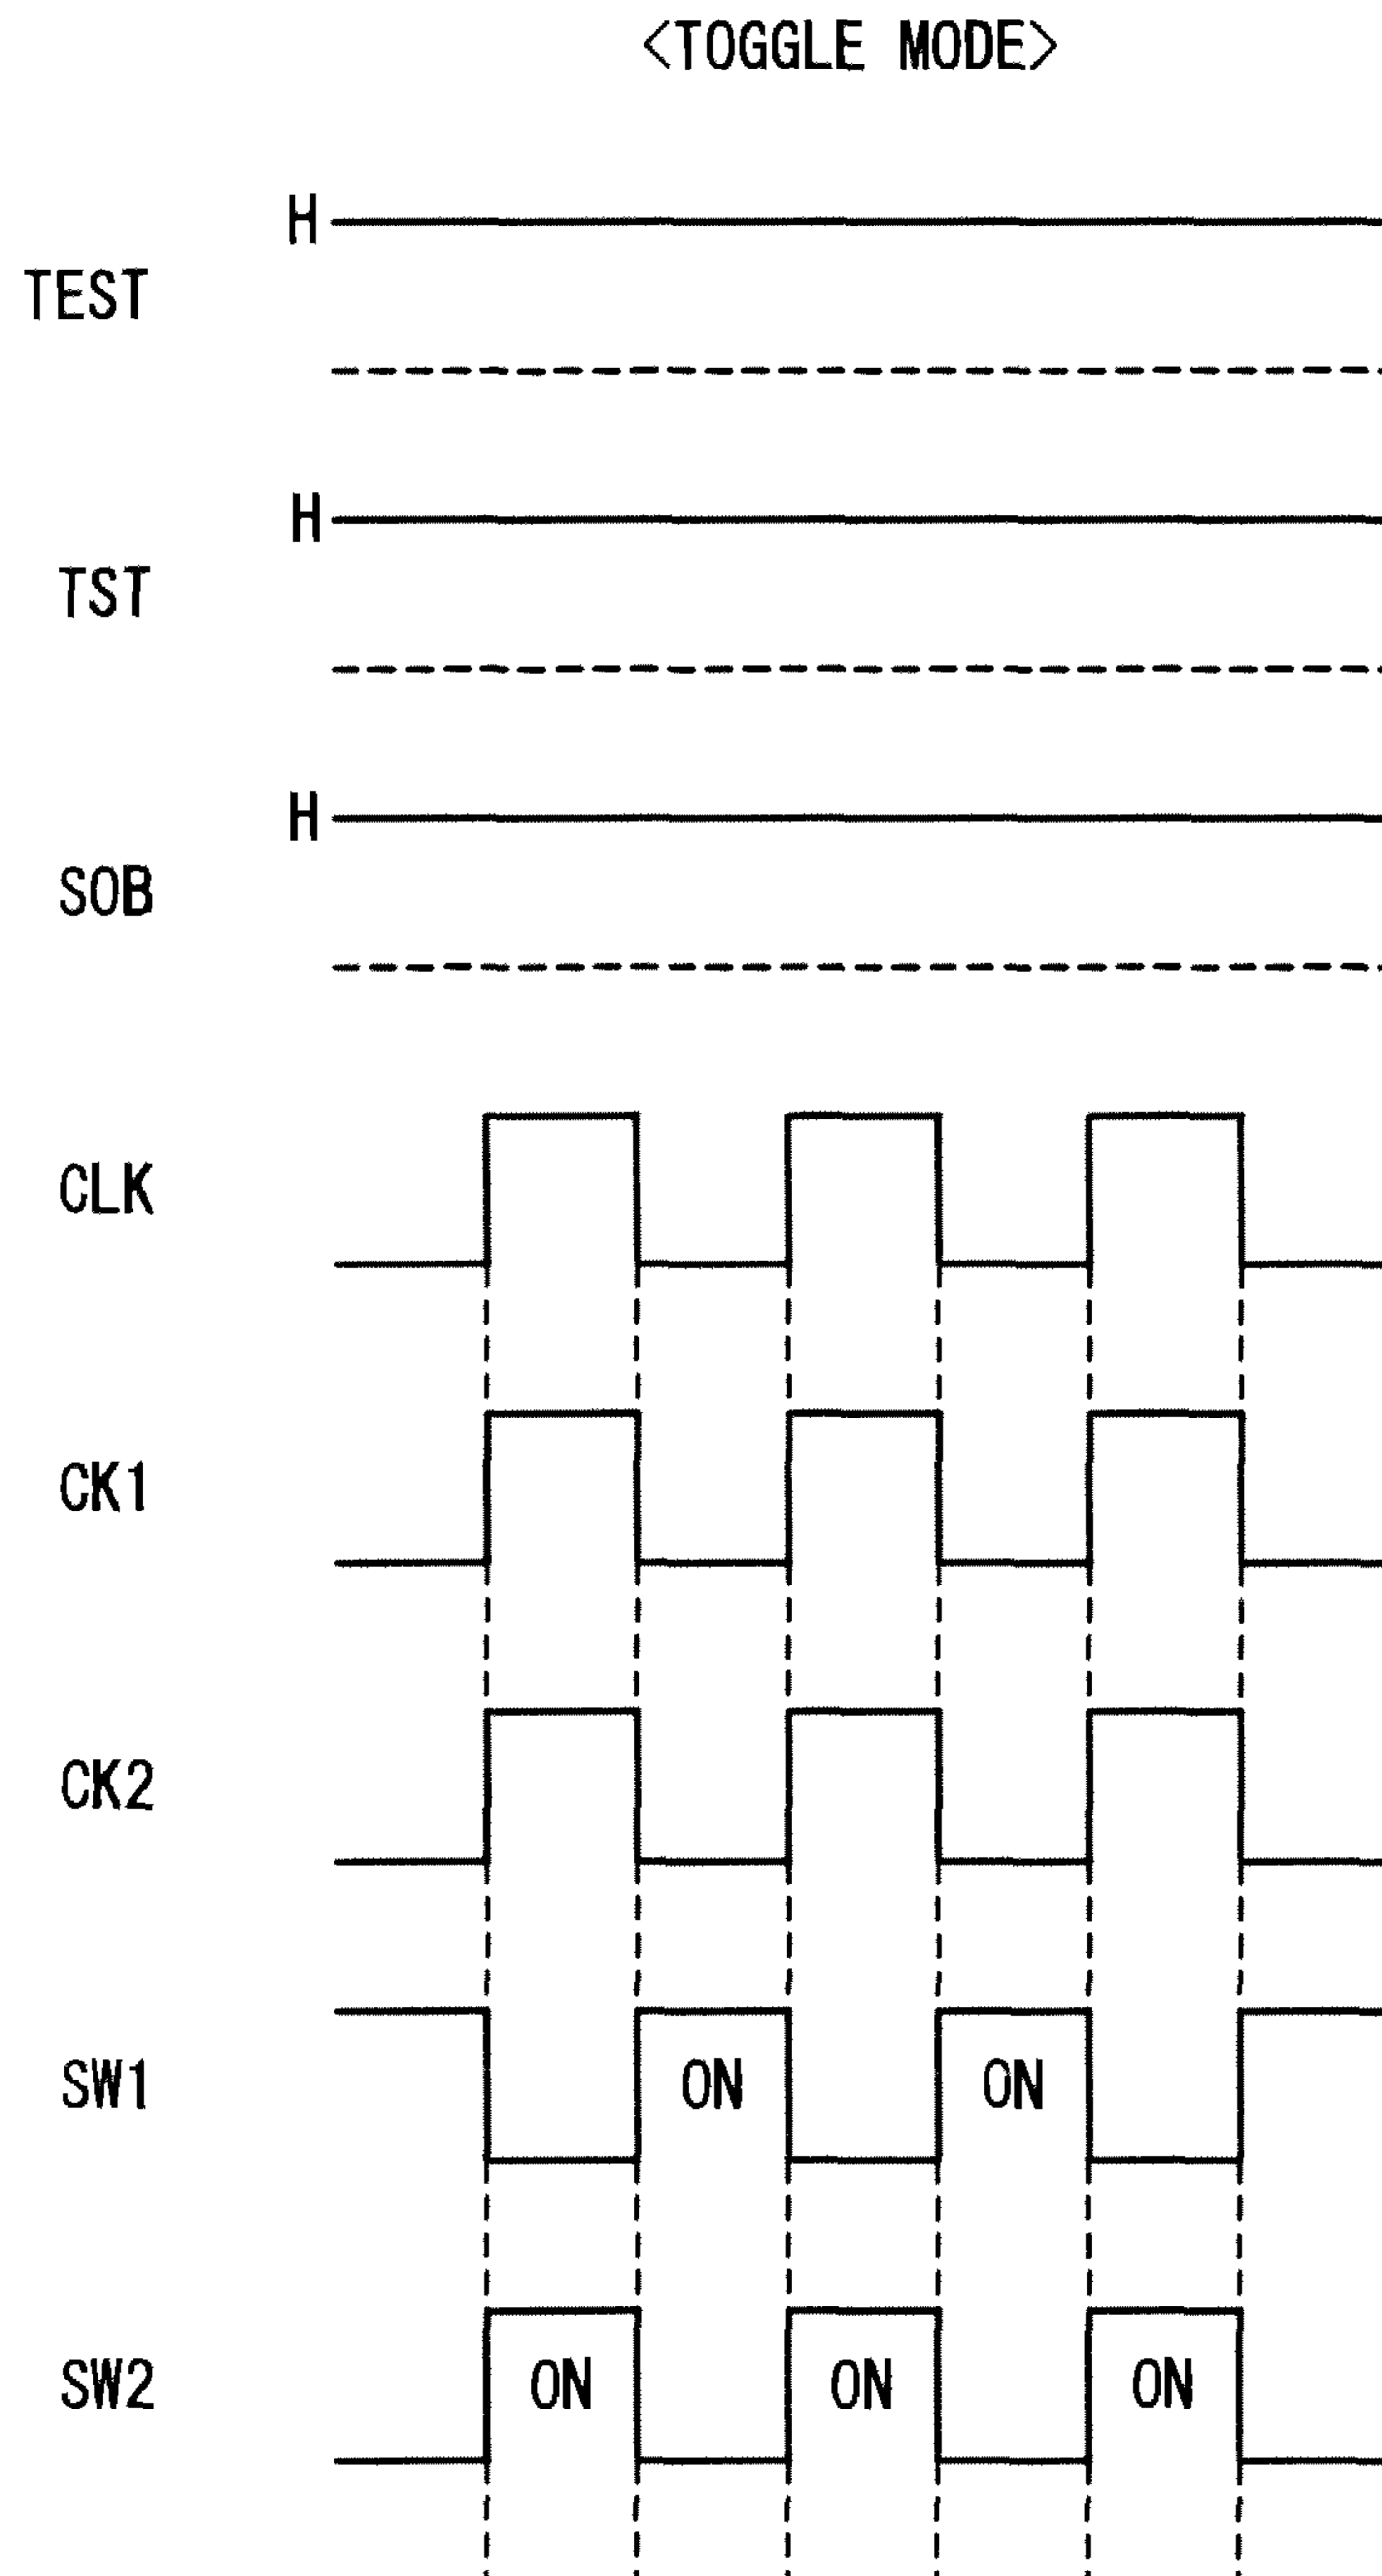 <TOGGLE MODE>
H
TEST
H
TST
H
SOB
CLK
CK1
CK2
SW1 ON ON
SW2 ON ON ON